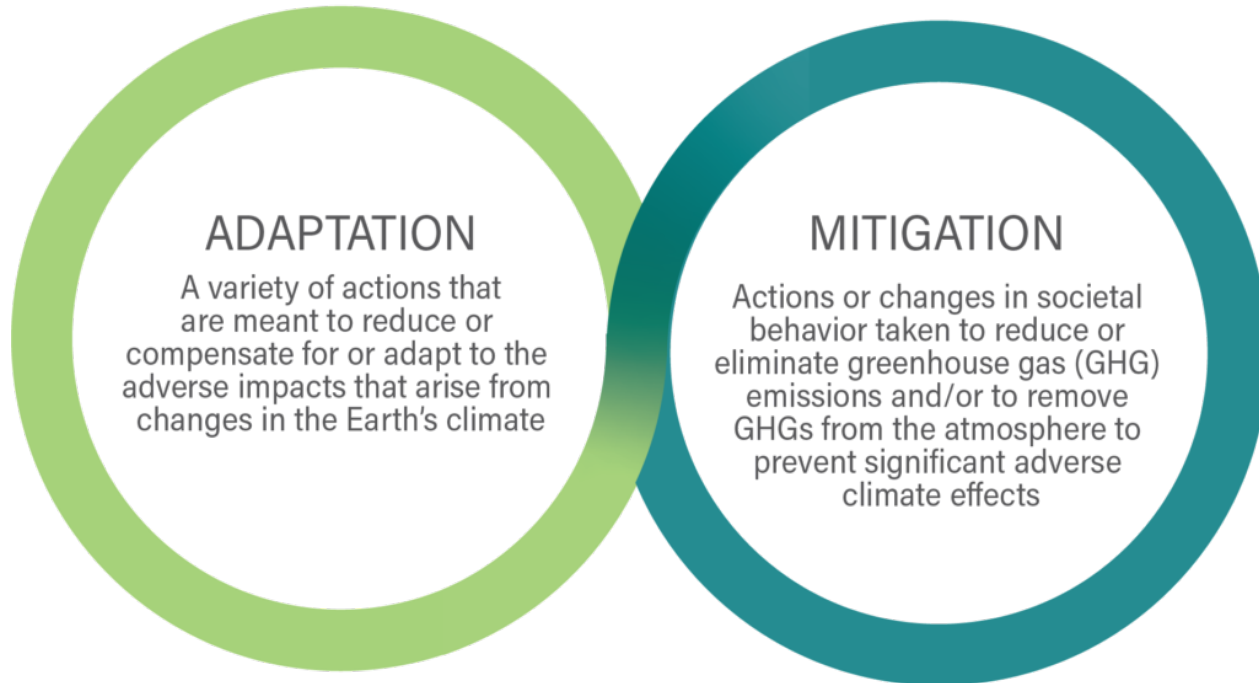 ADAPTATION
A variety of actions that
are meant to reduce or
compensate for or adapt to the
adverse impacts that arise from
changes in the Earth’s climate
MITIGATION
Actions or changes in societal
behavior taken to reduce or
eliminate greenhouse gas (GHG)
emissions and/or to remove
GHGs from the atmosphere to
prevent significant adverse
climate effects